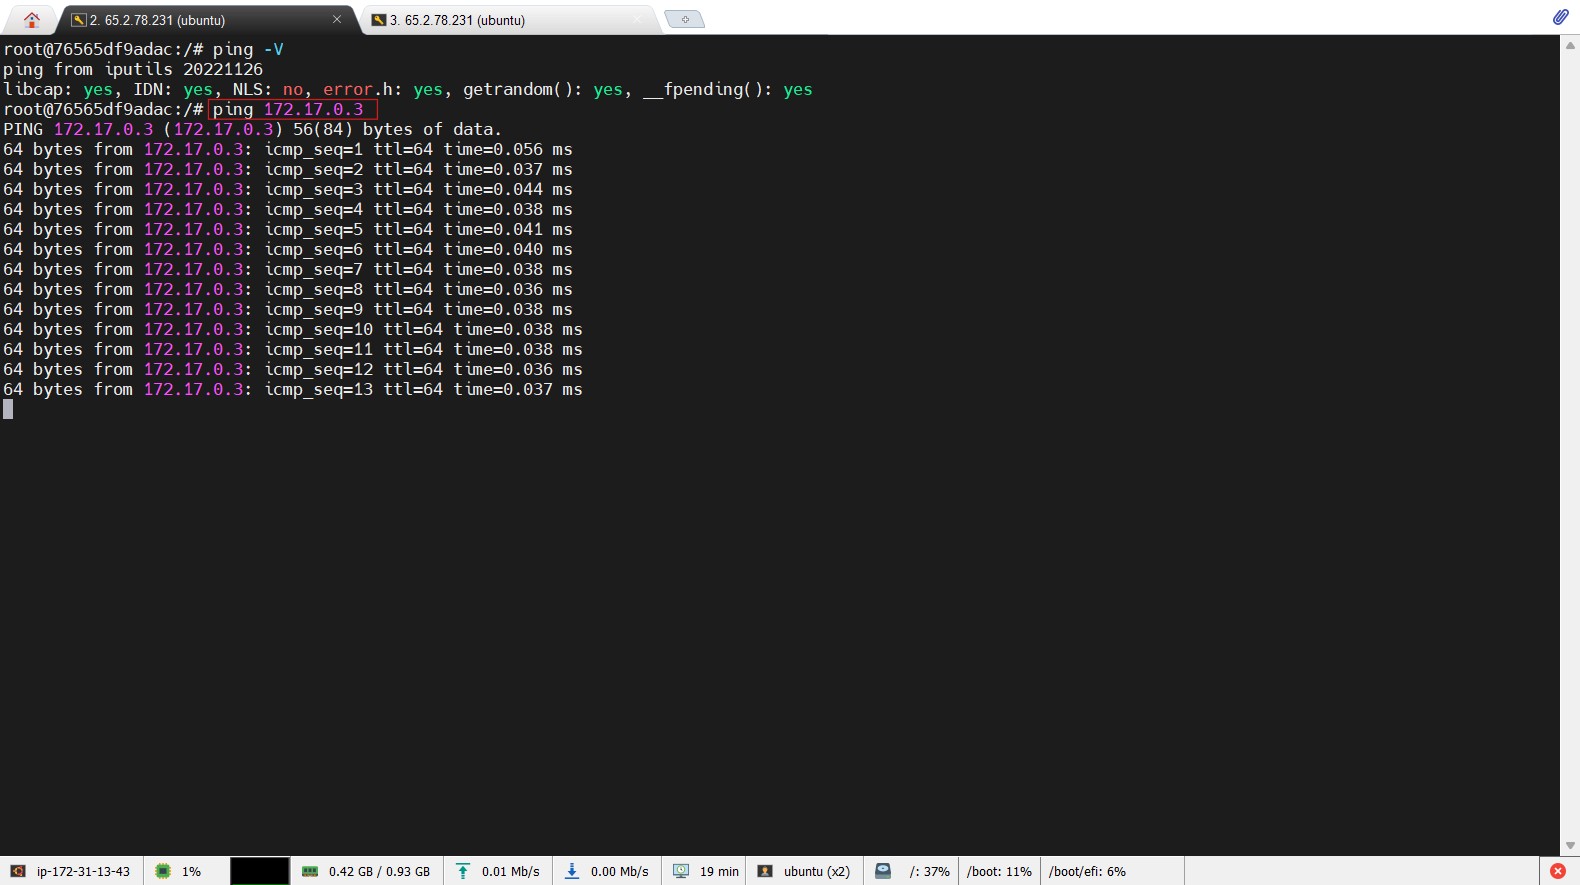 2. 65.2.78.231 (ubuntu)
3. 65.2.78.231 (ubuntu)
root@76565df9adac:/# ping -V
ping from iputils 20221126
libcap: yes, IDN: yes, NLS: no, error.h: yes, getrandom(): yes, __fpending(): yes
root@76565df9adac:/# ping 172.17.0.3
PING 172.17.0.3 (172.17.0.3) 56(84) bytes of data.
64 bytes from 172.17.0.3: icmp_seq=1 ttl=64 time=0.056 ms
64 bytes from 172.17.0.3: icmp_seq=2 ttl=64 time=0.037 ms
64 bytes from 172.17.0.3: icmp_seq=3 ttl=64 time=0.044 ms
64 bytes from 172.17.0.3: icmp_seq=4 ttl=64 time=0.038 ms
64 bytes from 172.17.0.3: icmp_seq=5 ttl=64 time=0.041 ms
64 bytes from 172.17.0.3: icmp_seq=6 ttl=64 time=0.040 ms
64 bytes from 172.17.0.3: icmp_seq=7 ttl=64 time=0.038 ms
64 bytes from 172.17.0.3: icmp_seq=8 ttl=64 time=0.036 ms
64 bytes from 172.17.0.3: icmp_seq=9 ttl=64 time=0.038 ms
64 bytes from 172.17.0.3: icmp_seq=10 ttl=64 time=0.038 ms
64 bytes from 172.17.0.3: icmp_seq=11 ttl=64 time=0.038 ms
64 bytes from 172.17.0.3: icmp_seq=12 ttl=64 time=0.036 ms
64 bytes from 172.17.0.3: icmp_seq=13 ttl=64 time=0.037 ms
ip-172-31-13-43 1% 0.42 GB / 0.93 GB 0.01 Mb/s 0.00 Mb/s 19 min ubuntu (x2) /: 37% /boot: 11% /boot/efi: 6%